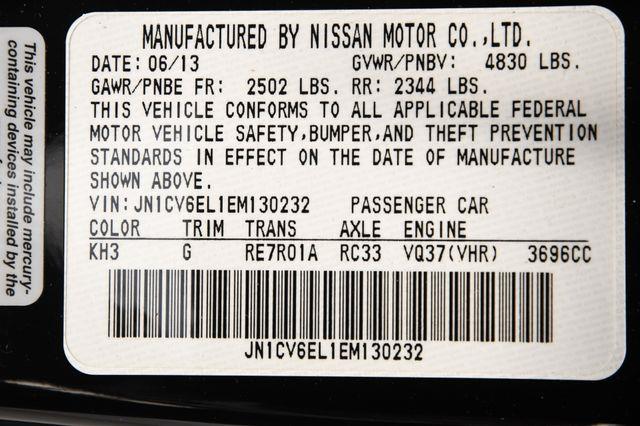 MANUFACTURED BY NISSAN MOTOR CO.,LTD.
DATE: 06/13 GVWR/PNBV: 4830 LBS.
GAWR/PNBE FR: 2502 LBS. RR: 2344 LBS.
THIS VEHICLE CONFORMS TO ALL APPLICABLE FEDERAL
MOTOR VEHICLE SAFETY,BUMPER,AND THEFT PREVENTION
STANDARDS IN EFFECT ON THE DATE OF MANUFACTURE
SHOWN ABOVE.
VIN: JN1CV6EL1EM130232 PASSENGER CAR
COLOR TRIM TRANS AXLE ENGINE
KH3 G RE7R01A RC33 VQ37(VHR) 3696CC
JN1CV6EL1EM130232
This vehicle may include mercury-
containing devices installed by the